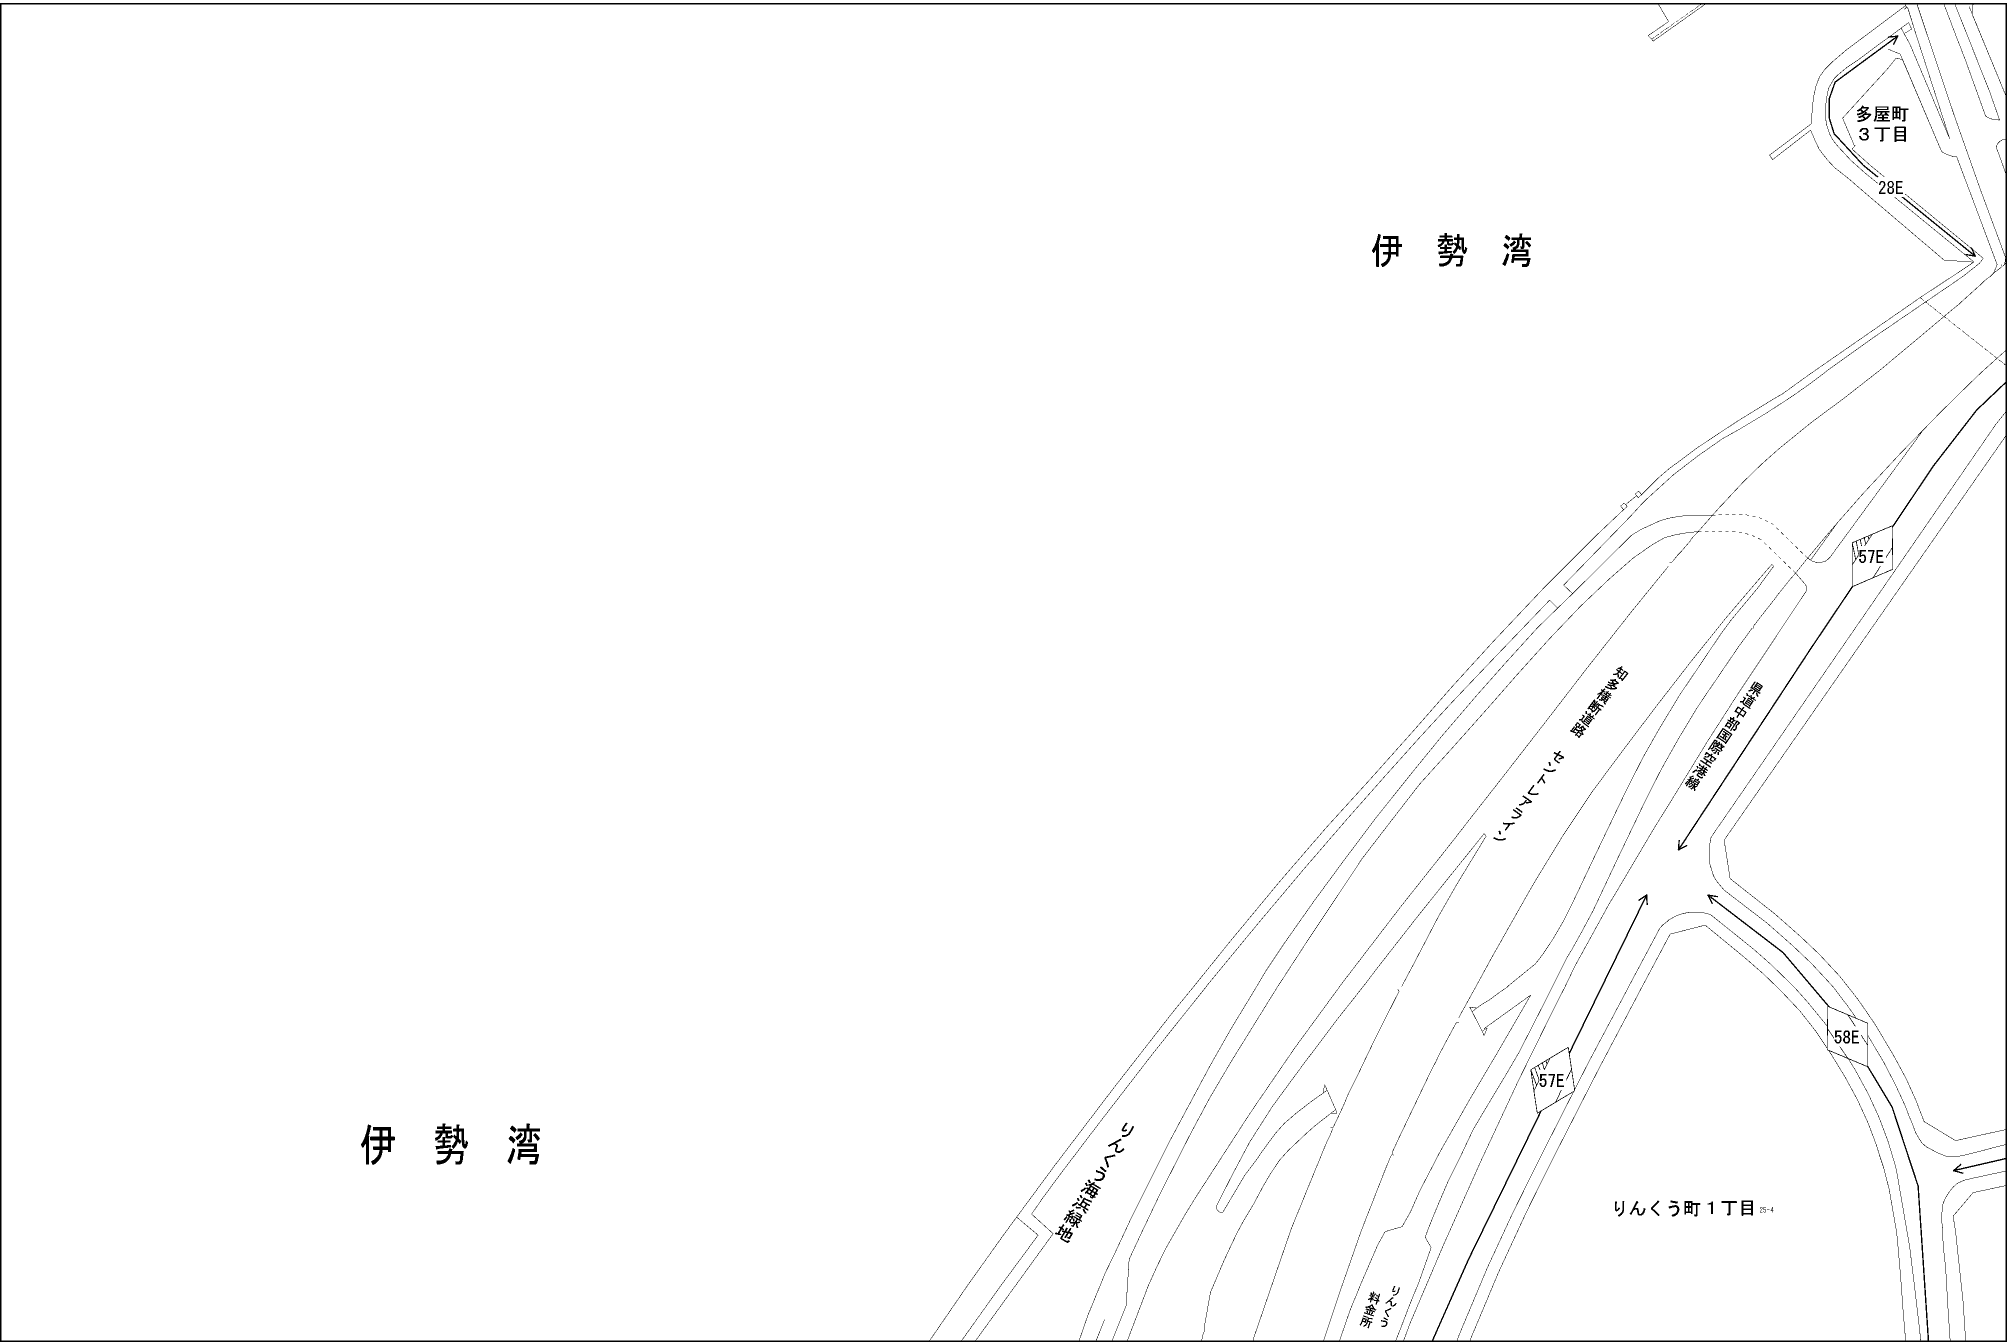 多屋町
３丁目
28E
伊勢湾
57E
知多横断道路 セントレアライン
県道中部国際空港線
58E
57E
りんくう海浜緑地
伊勢湾
りんくう町１丁目 25-4
りんくう
料金所